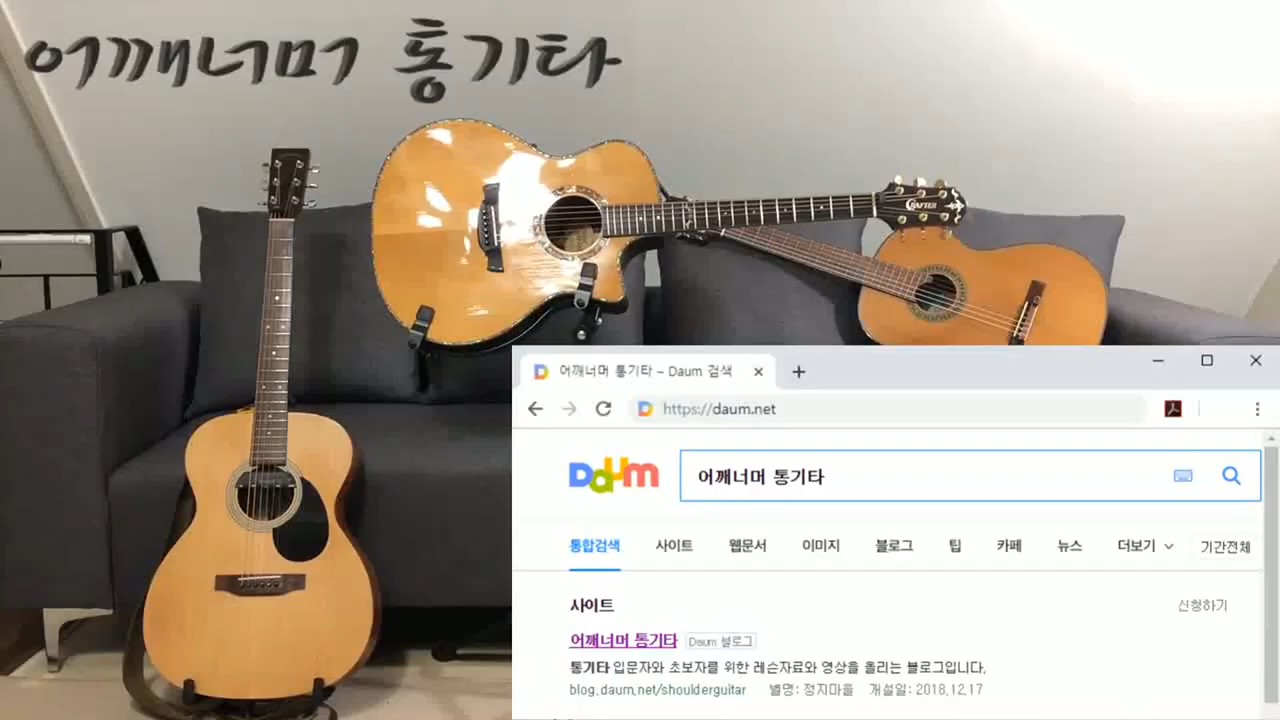 어깨너머 통기타
CRAFTER
어깨너머 통기타 – Daum 검색
https://daum.net
Daum
어깨너머 통기타
통합검색 사이트 웹문서 이미지 블로그 팁 카페 뉴스 더보기 기간전체
사이트 신청하기
어깨너머 통기타 Daum 블로그
통기타 입문자와 초보자를 위한 레슨자료와 영상을 올리는 블로그입니다.
blog.daum.net/shoulderguitar 별명: 정지마을 개설일: 2018.12.17